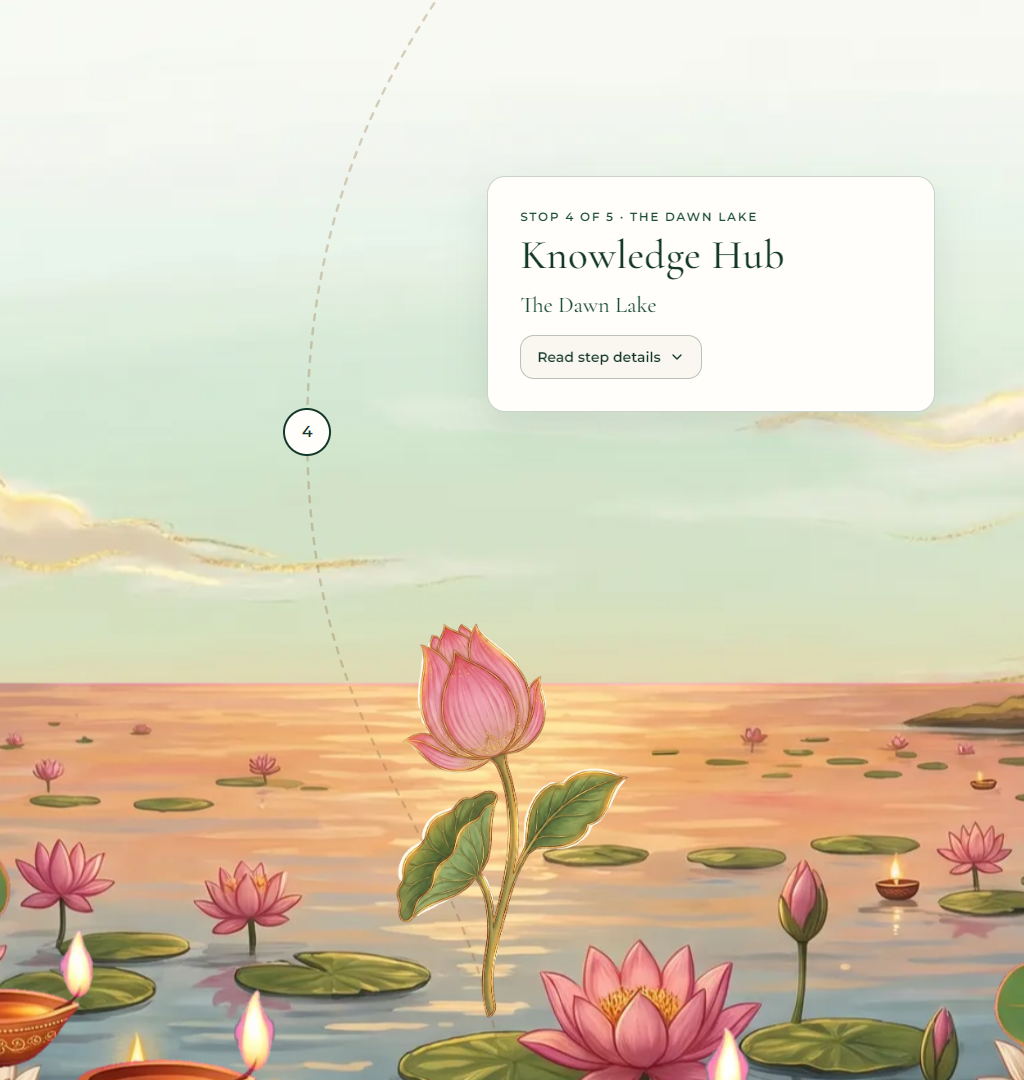 STOP 4 OF 5 · THE DAWN LAKE
Knowledge Hub
The Dawn Lake
Read step details
4